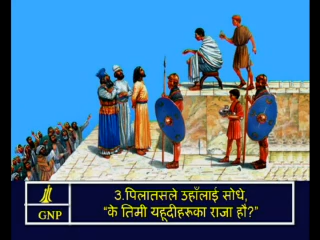 3.पिलातसले उहाँलाई सोधे,
“के तिमी यहूदीहरूका राजा हौ?”
GNP